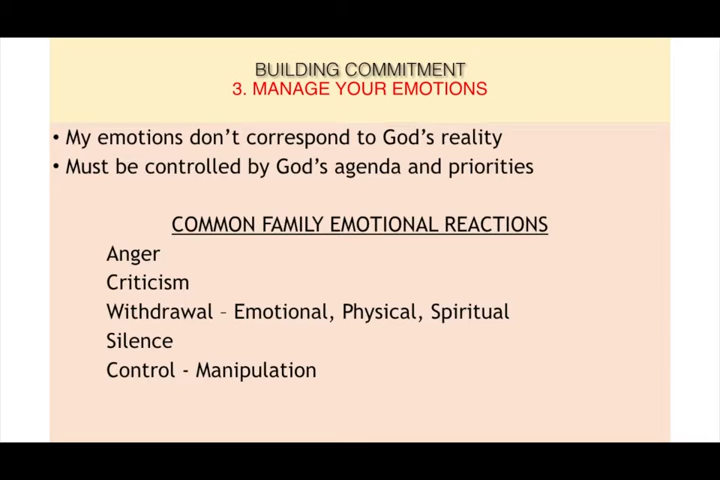 BUILDING COMMITMENT
3. MANAGE YOUR EMOTIONS
• My emotions don't correspond to God's reality
• Must be controlled by God's agenda and priorities
COMMON FAMILY EMOTIONAL REACTIONS
Anger
Criticism
Withdrawal – Emotional, Physical, Spiritual
Silence
Control - Manipulation